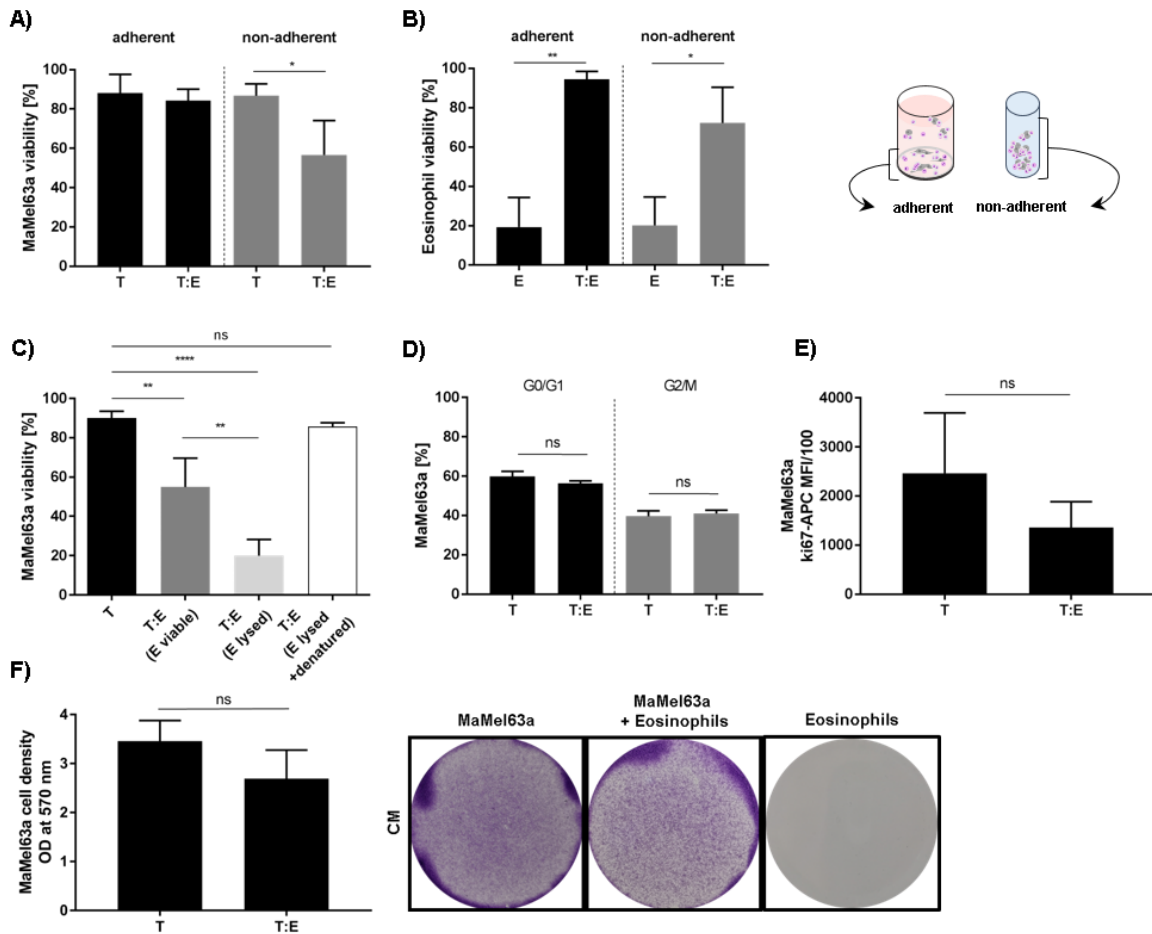 A)
adherent
non-adherent
*
MaMel63a viability [%]
100
80
60
40
20
0
T
T:E
T
T:E
B)
adherent
non-adherent
**
*
Eosinophil viability [%]
100
80
60
40
20
0
E
T:E
E
T:E
adherent
non-adherent
C)
ns
****
**
**
MaMel63a viability [%]
100
80
60
40
20
0
T
T:E
(E viable)
T:E
(E lysed)
T:E
(E lysed
+denatured)
D)
G0/G1
G2/M
ns
ns
MaMel63a [%]
100
80
60
40
20
0
T
T:E
T
T:E
E)
ns
MaMel63a
ki67-APC MFI/100
4000
3000
2000
1000
0
T
T:E
F)
ns
MaMel63a cell density
OD at 570 nm
4
3
2
1
0
T
T:E
MaMel63a
MaMel63a
+ Eosinophils
Eosinophils
CM